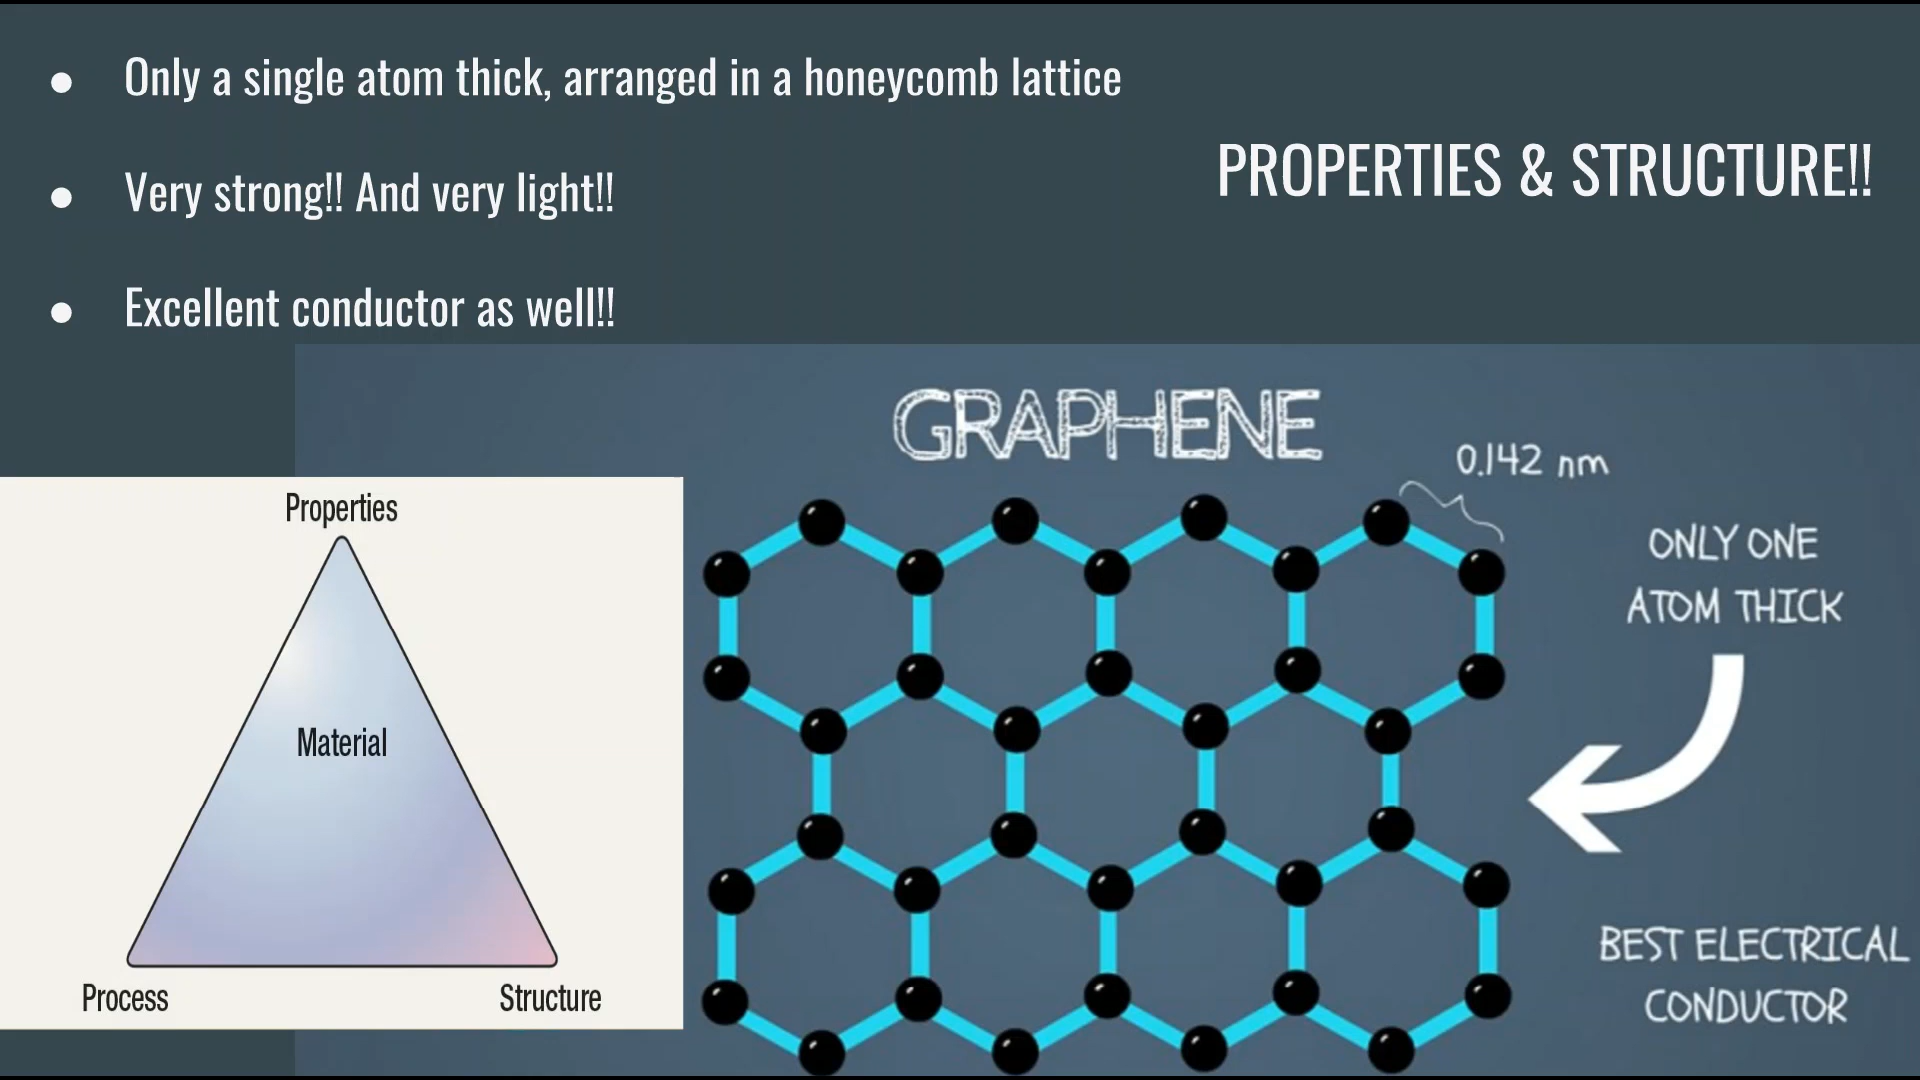 ● Only a single atom thick, arranged in a honeycomb lattice
● Very strong!! And very light!!
● Excellent conductor as well!!
PROPERTIES & STRUCTURE!!
GRAPHENE
0.142 nm
ONLY ONE
ATOM THICK
BEST ELECTRICAL
CONDUCTOR
Properties
Material
Process
Structure